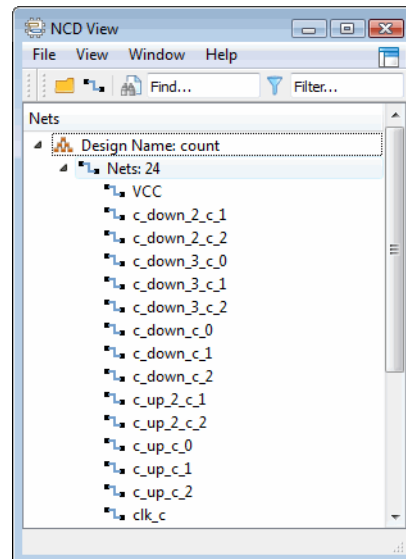 NCD View
File View Window Help
Find... Filter...
Nets
Design Name: count
Nets: 24
VCC
c_down_2_c_1
c_down_2_c_2
c_down_3_c_0
c_down_3_c_1
c_down_3_c_2
c_down_c_0
c_down_c_1
c_down_c_2
c_up_2_c_1
c_up_2_c_2
c_up_c_0
c_up_c_1
c_up_c_2
clk_c